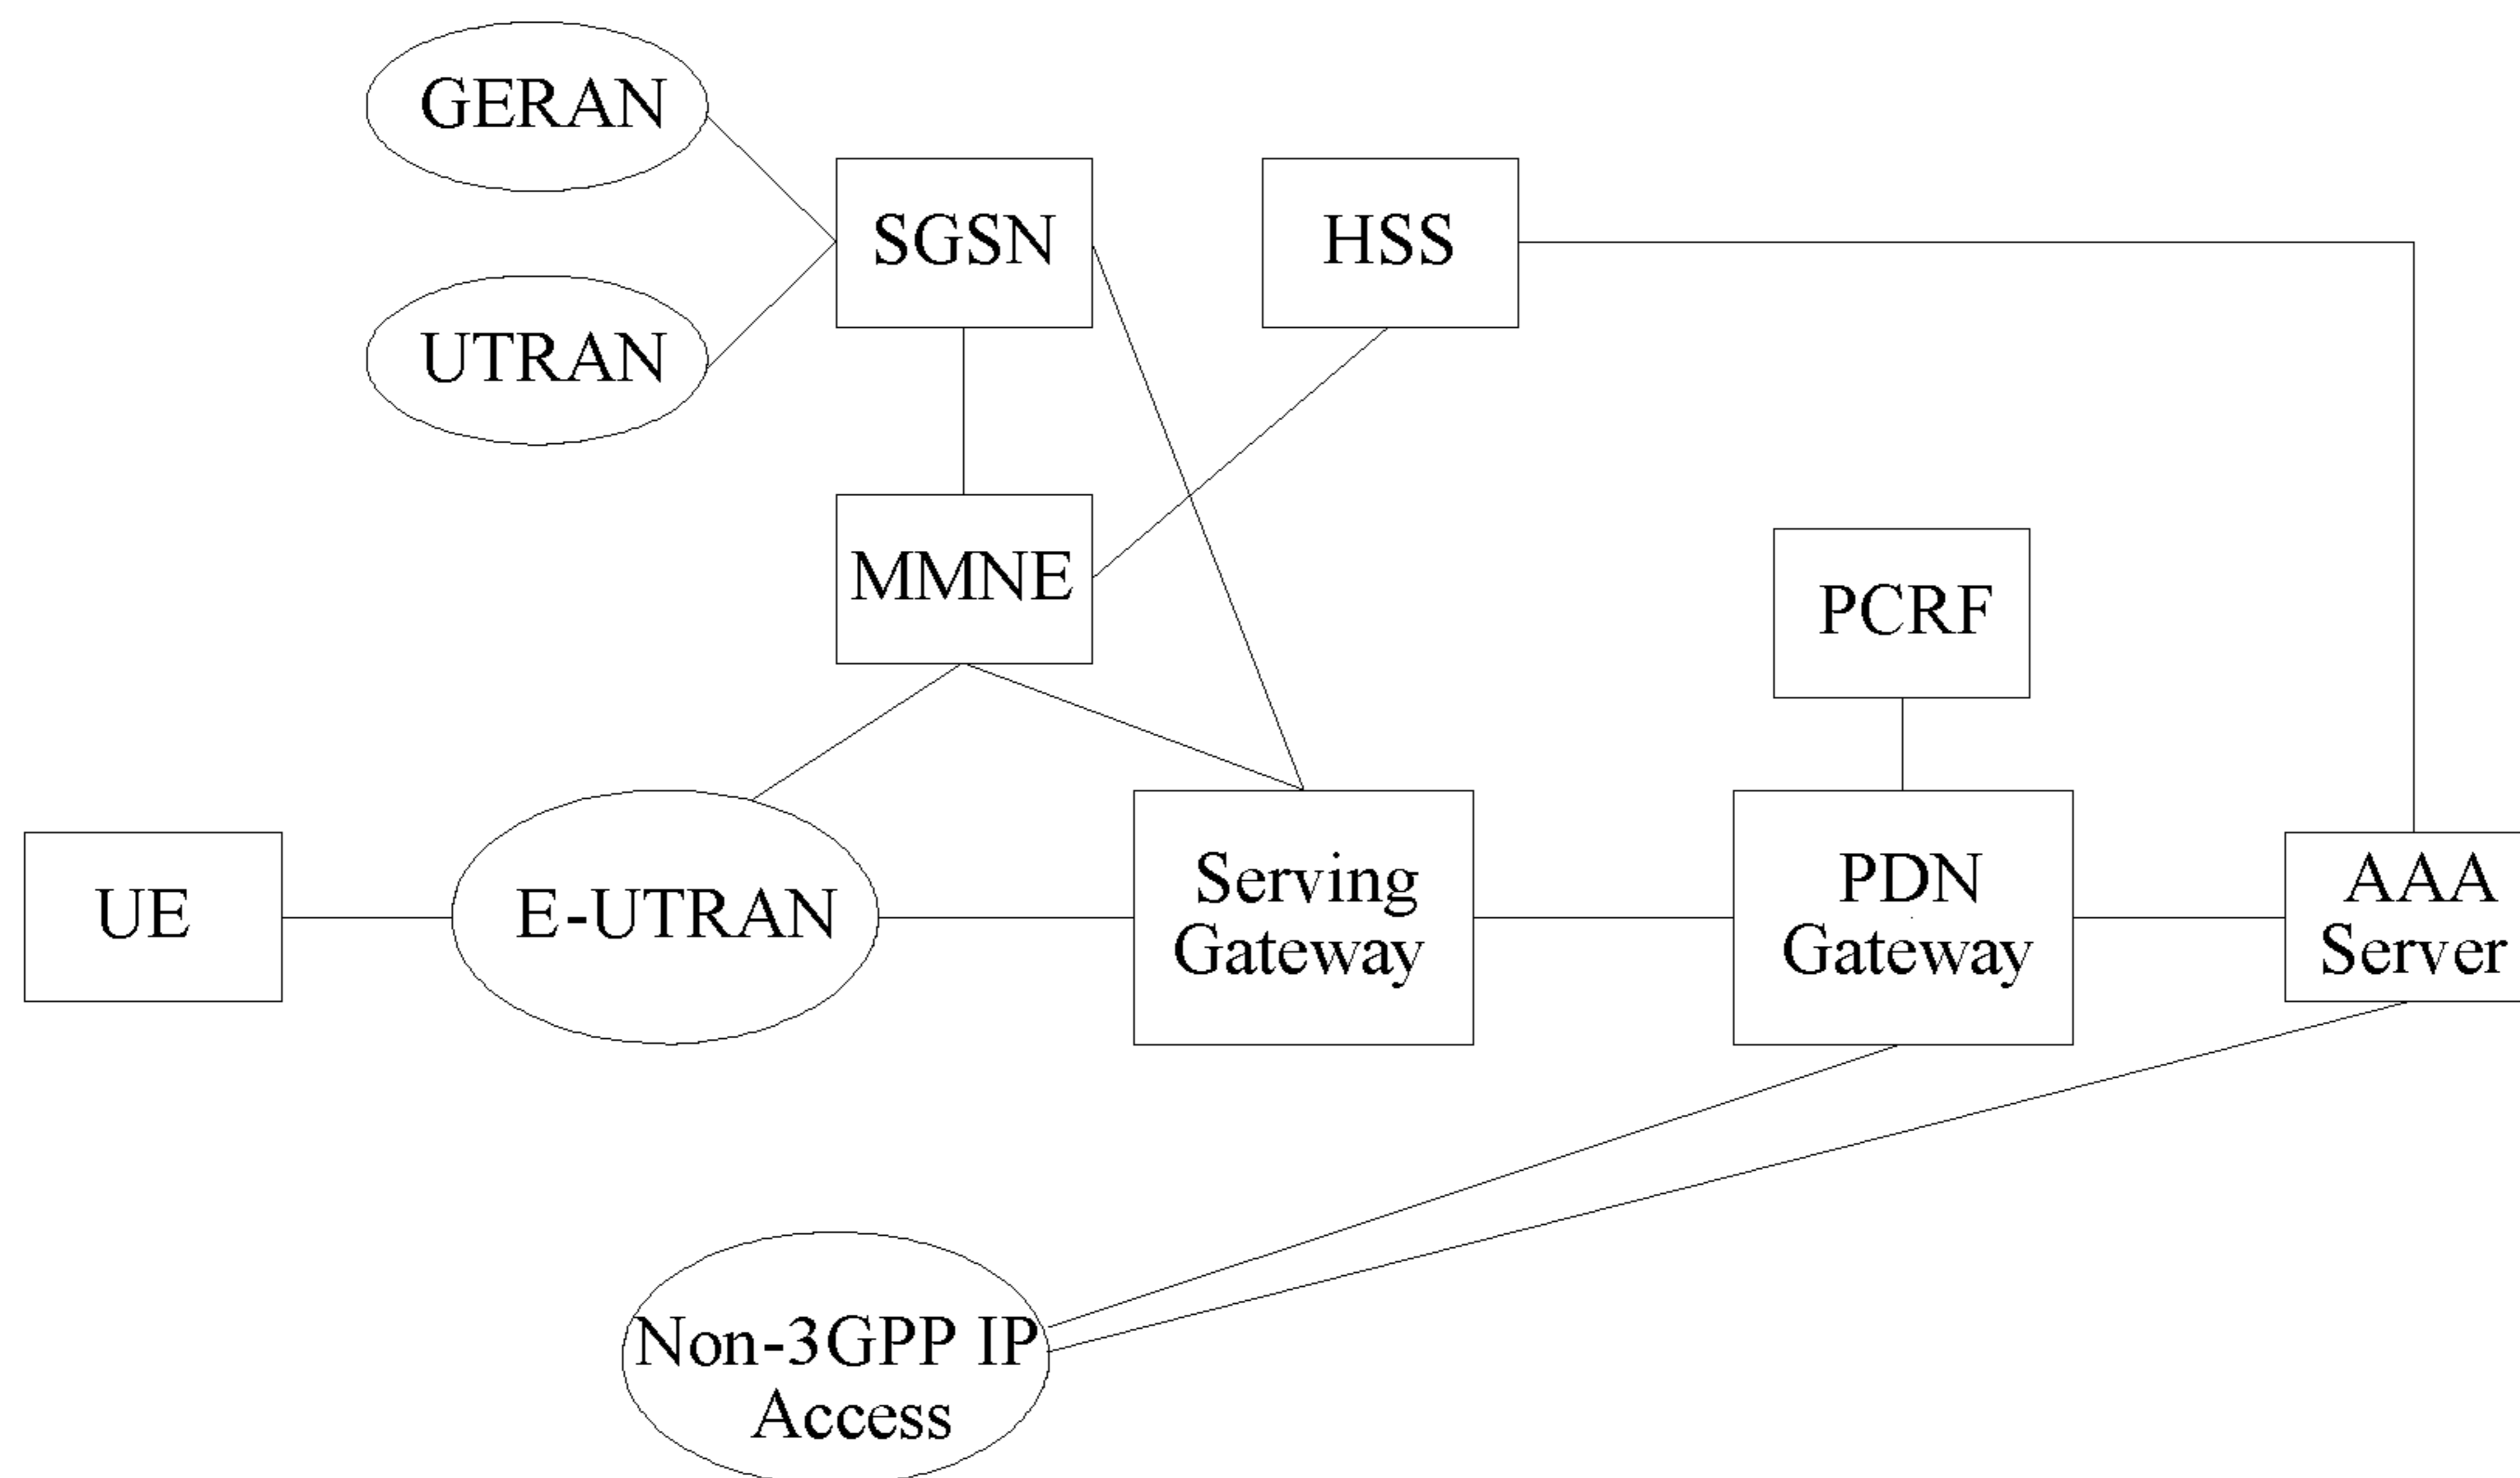 GERAN
SGSN
HSS
UTRAN
MMNE
PCRF
UE
E-UTRAN
Serving
Gateway
PDN
Gateway
AAA
Server
Non-3GPP IP
Access